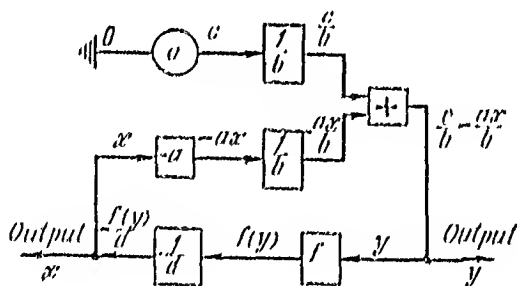 0 c 1/b c/b
x -a -ax 1/b -ax/b + c/b - ax/b
Output -f(y)/d -1/d f(y) f y Output
x y